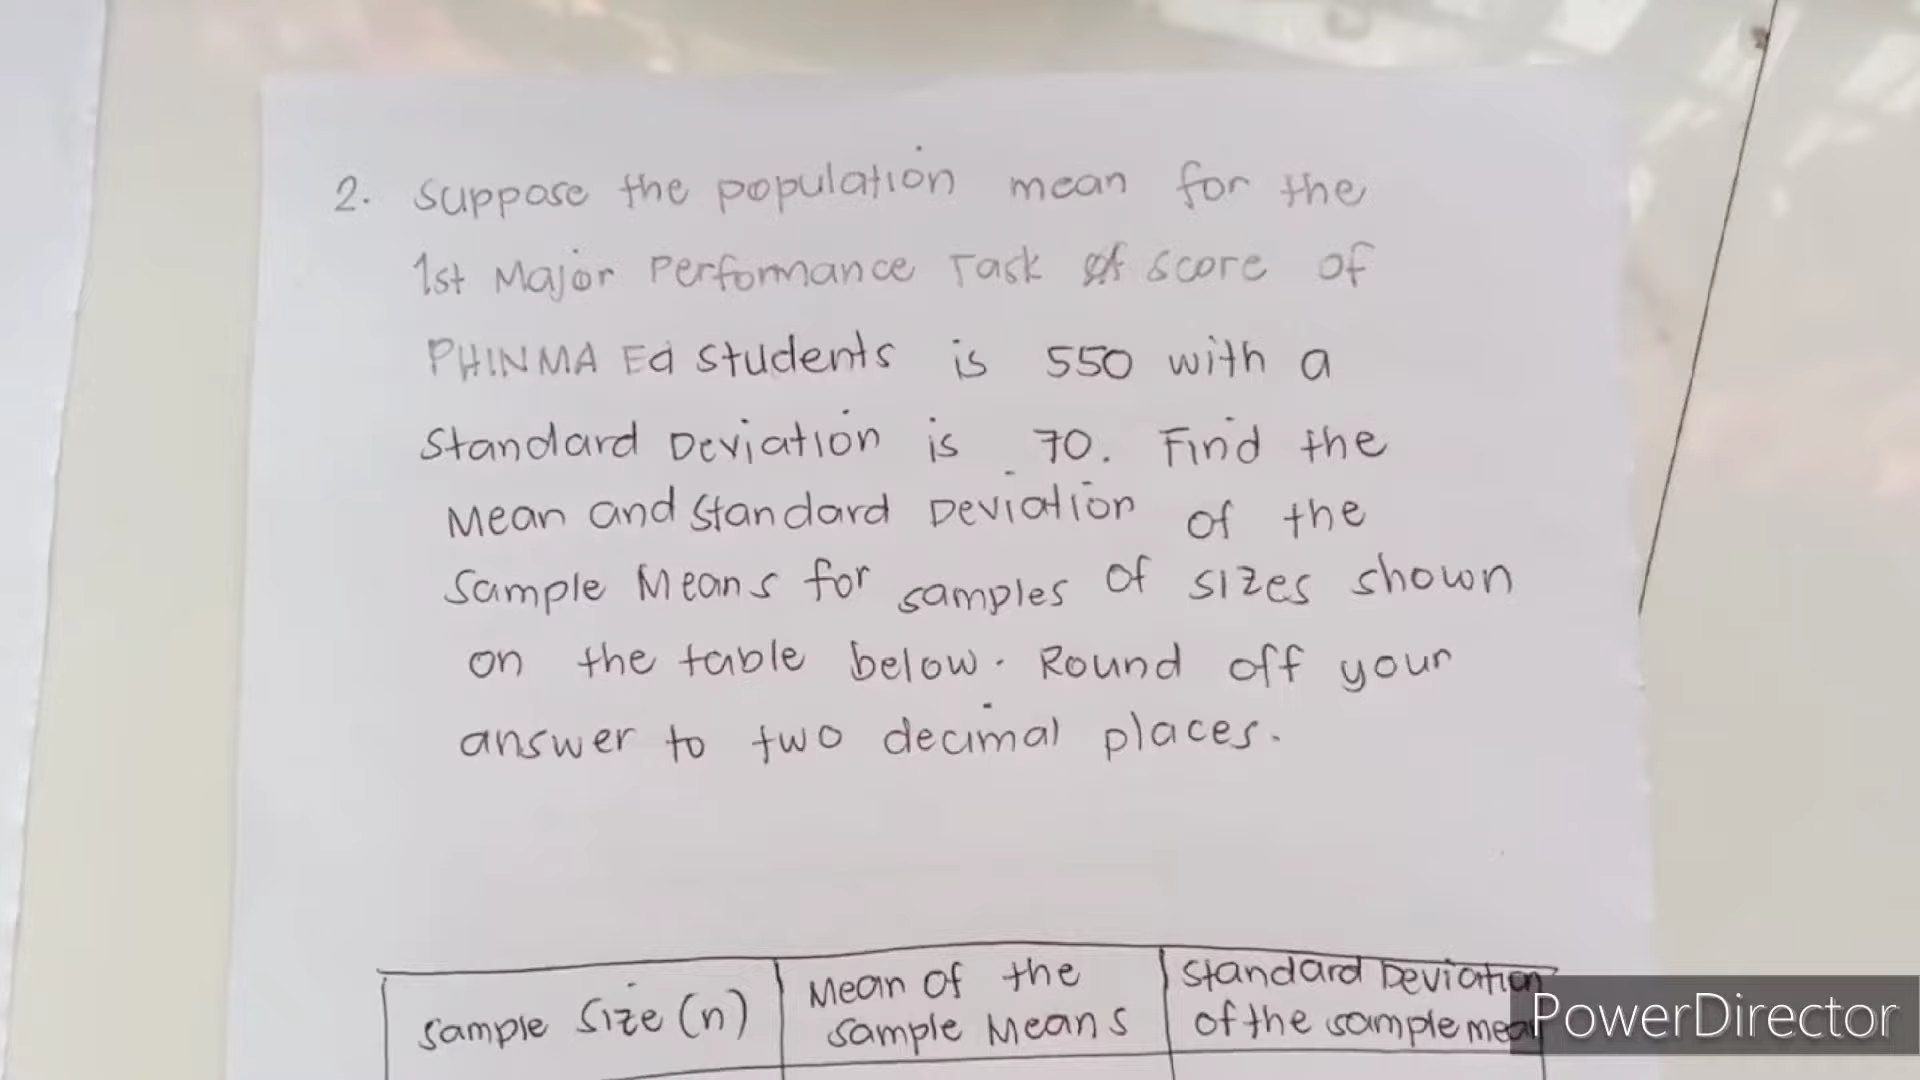 2. Suppose the population mean for the
1st Major Performance Task score of
PHINMA Ed students is 550 with a
Standard Deviation is 70. Find the
Mean and Standard Deviation of the
Sample Means for samples of sizes shown
on the table below. Round off your
answer to two decimal places.
Sample Size (n)
Mean of the
Sample Means
Standard Deviation
of the sample mean
PowerDirector